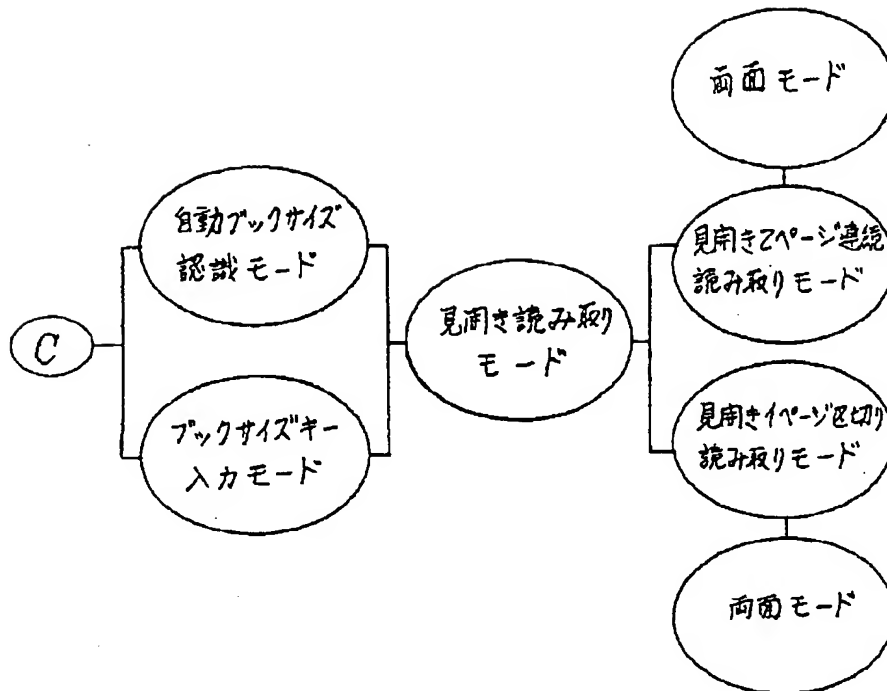 両面モード
自動ブックサイズ
認識モード
見開き2ページ連続
読み取りモード
C
見開き読み取り
モード
ブックサイズキー
入力モード
見開き1ページ区切り
読み取りモード
両面モード